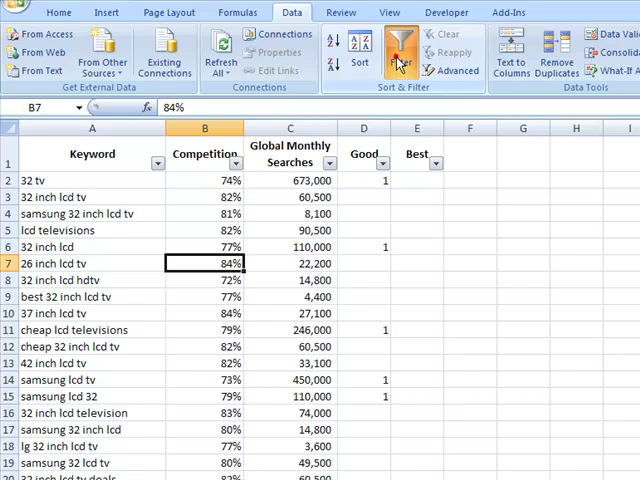 Home Insert Page Layout Formulas Data Review View Developer Add-Ins
From Access
From Web
From Text
From Other
Sources
Existing
Connections
Get External Data
Refresh
All
Connections
Properties
Edit Links
Connections
Sort
Filter
Clear
Reapply
Advanced
Sort & Filter
Text to
Columns
Remove
Duplicates
Data Vali
Consolida
What-If A
Data Tools
B7 fx 84%
A B C D E F G H I
1 Keyword Competition Global Monthly Searches Good Best
2 32 tv 74% 673,000 1
3 32 inch lcd tv 82% 60,500
4 samsung 32 inch lcd tv 81% 8,100
5 lcd televisions 82% 90,500
6 32 inch lcd 77% 110,000 1
7 26 inch lcd tv 84% 22,200
8 32 inch lcd hdtv 72% 14,800
9 best 32 inch lcd tv 77% 4,400
10 37 inch lcd tv 84% 27,100
11 cheap lcd televisions 79% 246,000 1
12 cheap 32 inch lcd tv 82% 60,500
13 42 inch lcd tv 82% 33,100
14 samsung lcd tv 73% 450,000 1
15 samsung lcd 32 79% 110,000 1
16 32 inch lcd television 83% 74,000
17 samsung 32 inch lcd 80% 14,800
18 lg 32 inch lcd tv 77% 3,600
19 samsung 32 lcd tv 80% 49,500
20 32 inch lcd tv deals 82% 60,500